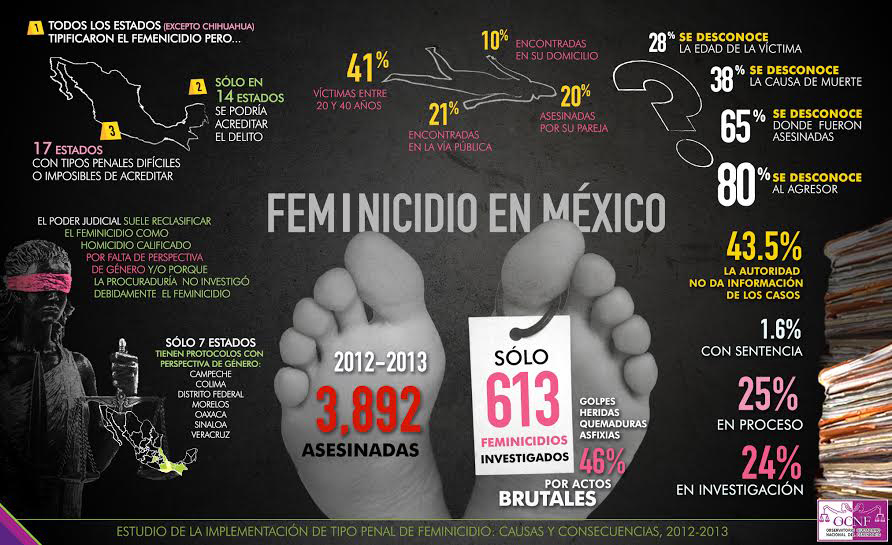 1 TODOS LOS ESTADOS (EXCEPTO CHIHUAHUA)
TIPIFICARON EL FEMENICIDIO PERO...
2 SÓLO EN
14 ESTADOS
SE PODRÍA
ACREDITAR
EL DELITO
3
17 ESTADOS
CON TIPOS PENALES DIFÍCILES
O IMPOSIBLES DE ACREDITAR
41%
VÍCTIMAS ENTRE
20 Y 40 AÑOS
10% ENCONTRADAS
EN SU DOMICILIO
21%
ENCONTRADAS
EN LA VÍA PÚBLICA
20%
ASESINADAS
POR SU PAREJA
28% SE DESCONOCE
LA EDAD DE LA VÍCTIMA
38% SE DESCONOCE
LA CAUSA DE MUERTE
65% SE DESCONOCE
DONDE FUERON
ASESINADAS
80% SE DESCONOCE
AL AGRESOR
FEMINICIDIO EN MÉXICO
EL PODER JUDICIAL SUELE RECLASIFICAR
EL FEMINICIDIO COMO
HOMICIDIO CALIFICADO
POR FALTA DE PERSPECTIVA
DE GÉNERO Y/O PORQUE
LA PROCURADURÍA NO INVESTIGÓ
DEBIDAMENTE EL FEMINICIDIO
SÓLO 7 ESTADOS
TIENEN PROTOCOLOS CON
PERSPECTIVA DE GÉNERO:
CAMPECHE
COLIMA
DISTRITO FEDERAL
MORELOS
OAXACA
SINALOA
VERACRUZ
2012-2013
3,892
ASESINADAS
SÓLO
613
FEMINICIDIOS
INVESTIGADOS
GOLPES
HERIDAS
QUEMADURAS
ASFIXIAS
46%
POR ACTOS
BRUTALES
43.5%
LA AUTORIDAD
NO DA INFORMACIÓN
DE LOS CASOS
1.6%
CON SENTENCIA
25%
EN PROCESO
24%
EN INVESTIGACIÓN
ESTUDIO DE LA IMPLEMENTACIÓN DE TIPO PENAL DE FEMINICIDIO: CAUSAS Y CONSECUENCIAS, 2012-2013
OCNF
OBSERVATORIO CIUDADANO
NACIONAL DEL FEMINICIDIO